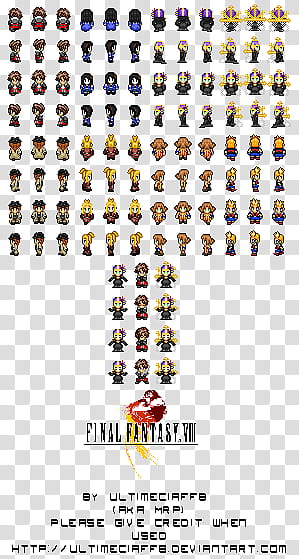 FINAL FANTASY VIII
BY ULTIMECIAFF8
(AKA MRP)
PLEASE GIVE CREDIT WHEN
USED
HTTP://ULTIMECIAFF8.DEVIANTART.COM